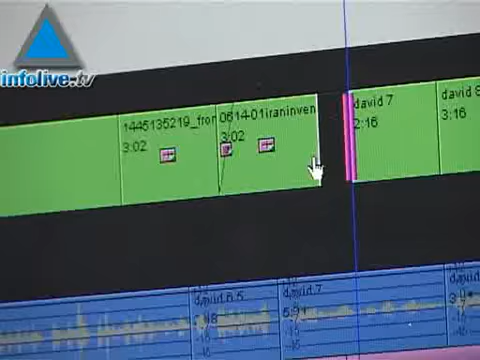 infolive.tv
1445135219_fron
3:02
0614-01iraninven
3:02
david 7
2:16
david 8
3:16
david 6.5
david.7